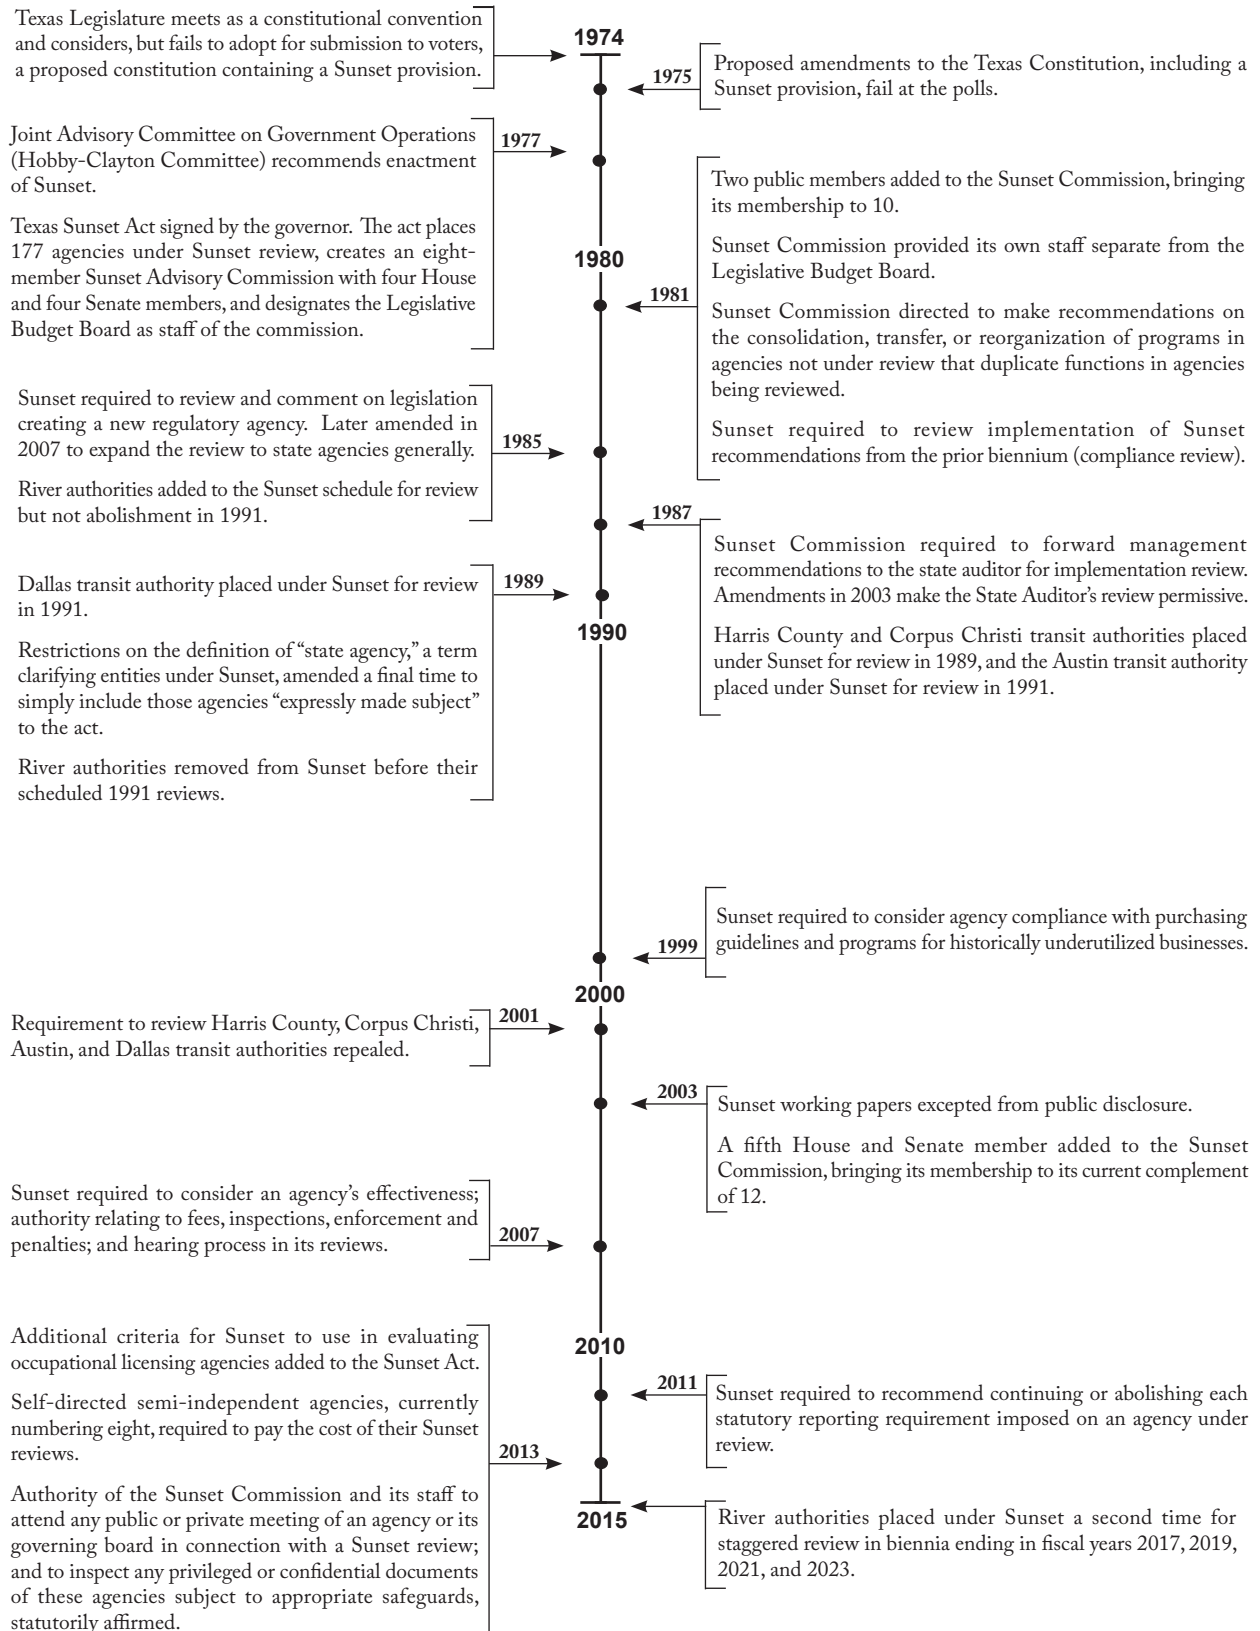 Texas Legislature meets as a constitutional convention
and considers, but fails to adopt for submission to voters,
a proposed constitution containing a Sunset provision.
1974
1975
Proposed amendments to the Texas Constitution, including a
Sunset provision, fail at the polls.
Joint Advisory Committee on Government Operations
(Hobby-Clayton Committee) recommends enactment
of Sunset.
Texas Sunset Act signed by the governor. The act places
177 agencies under Sunset review, creates an eight-
member Sunset Advisory Commission with four House
and four Senate members, and designates the Legislative
Budget Board as staff of the commission.
1977
1980
1981
Two public members added to the Sunset Commission, bringing
its membership to 10.
Sunset Commission provided its own staff separate from the
Legislative Budget Board.
Sunset Commission directed to make recommendations on
the consolidation, transfer, or reorganization of programs in
agencies not under review that duplicate functions in agencies
being reviewed.
Sunset required to review implementation of Sunset
recommendations from the prior biennium (compliance review).
Sunset required to review and comment on legislation
creating a new regulatory agency. Later amended in
2007 to expand the review to state agencies generally.
River authorities added to the Sunset schedule for review
but not abolishment in 1991.
1985
1987
Sunset Commission required to forward management
recommendations to the state auditor for implementation review.
Amendments in 2003 make the State Auditor's review permissive.
Harris County and Corpus Christi transit authorities placed
under Sunset for review in 1989, and the Austin transit authority
placed under Sunset for review in 1991.
Dallas transit authority placed under Sunset for review
in 1991.
Restrictions on the definition of “state agency,” a term
clarifying entities under Sunset, amended a final time to
simply include those agencies “expressly made subject”
to the act.
River authorities removed from Sunset before their
scheduled 1991 reviews.
1989
1990
1999
Sunset required to consider agency compliance with purchasing
guidelines and programs for historically underutilized businesses.
2000
Requirement to review Harris County, Corpus Christi,
Austin, and Dallas transit authorities repealed.
2001
2003
Sunset working papers excepted from public disclosure.
A fifth House and Senate member added to the Sunset
Commission, bringing its membership to its current complement
of 12.
Sunset required to consider an agency's effectiveness;
authority relating to fees, inspections, enforcement and
penalties; and hearing process in its reviews.
2007
2010
2011
Sunset required to recommend continuing or abolishing each
statutory reporting requirement imposed on an agency under
review.
Additional criteria for Sunset to use in evaluating
occupational licensing agencies added to the Sunset Act.
Self-directed semi-independent agencies, currently
numbering eight, required to pay the cost of their Sunset
reviews.
Authority of the Sunset Commission and its staff to
attend any public or private meeting of an agency or its
governing board in connection with a Sunset review;
and to inspect any privileged or confidential documents
of these agencies subject to appropriate safeguards,
statutorily affirmed.
2013
2015
River authorities placed under Sunset a second time for
staggered review in biennia ending in fiscal years 2017, 2019,
2021, and 2023.